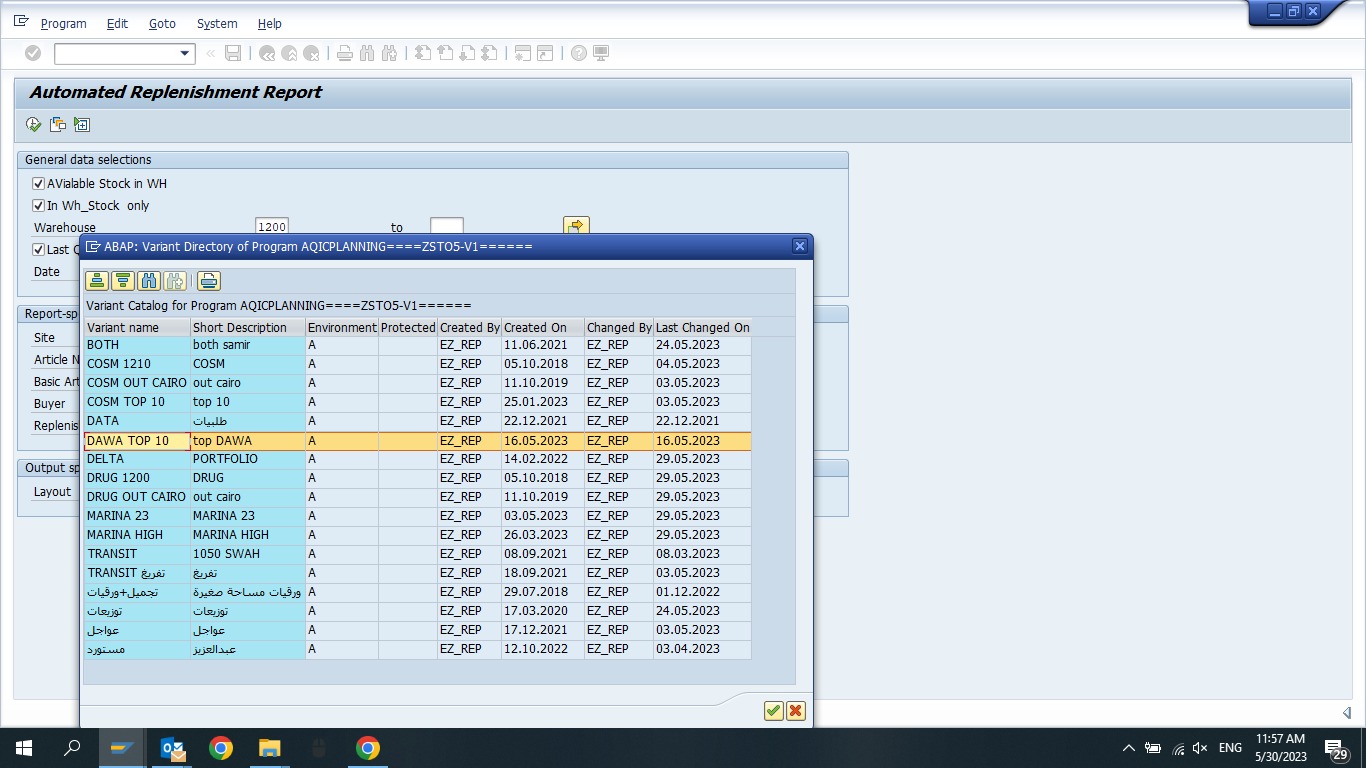 Program Edit Goto System Help
Automated Replenishment Report
General data selections
AVialable Stock in WH
In Wh_Stock only
Warehouse 1200 to
Last
Date
ABAP: Variant Directory of Program AQICPLANNING====ZSTO5-V1======
Variant Catalog for Program AQICPLANNING====ZSTO5-V1======
Report-sp
Site
Article N
Basic Art
Buyer
Replenis
Output sp
Layout
Variant name Short Description Environment Protected Created By Created On Changed By Last Changed On
BOTH both samir A EZ_REP 11.06.2021 EZ_REP 24.05.2023
COSM 1210 COSM A EZ_REP 05.10.2018 EZ_REP 04.05.2023
COSM OUT CAIRO out cairo A EZ_REP 11.10.2019 EZ_REP 03.05.2023
COSM TOP 10 top 10 A EZ_REP 25.01.2023 EZ_REP 03.05.2023
DATA طلبيات A EZ_REP 22.12.2021 EZ_REP 22.12.2021
DAWA TOP 10 top DAWA A EZ_REP 16.05.2023 EZ_REP 16.05.2023
DELTA PORTFOLIO A EZ_REP 14.02.2022 EZ_REP 29.05.2023
DRUG 1200 DRUG A EZ_REP 05.10.2018 EZ_REP 29.05.2023
DRUG OUT CAIRO out cairo A EZ_REP 11.10.2019 EZ_REP 29.05.2023
MARINA 23 MARINA 23 A EZ_REP 03.05.2023 EZ_REP 29.05.2023
MARINA HIGH MARINA HIGH A EZ_REP 26.03.2023 EZ_REP 29.05.2023
TRANSIT 1050 SWAH A EZ_REP 08.09.2021 EZ_REP 08.03.2023
TRANSIT تفريغ تفريغ A EZ_REP 18.09.2021 EZ_REP 03.05.2023
تجميل+ورقيات ورقيات مساحة صغيرة A EZ_REP 29.07.2018 EZ_REP 01.12.2022
توزيعات توزيعات A EZ_REP 17.03.2020 EZ_REP 24.05.2023
عواجل عواجل A EZ_REP 17.12.2021 EZ_REP 03.05.2023
مستورد عبدالعزيز A EZ_REP 12.10.2022 EZ_REP 03.04.2023
ENG
11:57 AM
5/30/2023
29